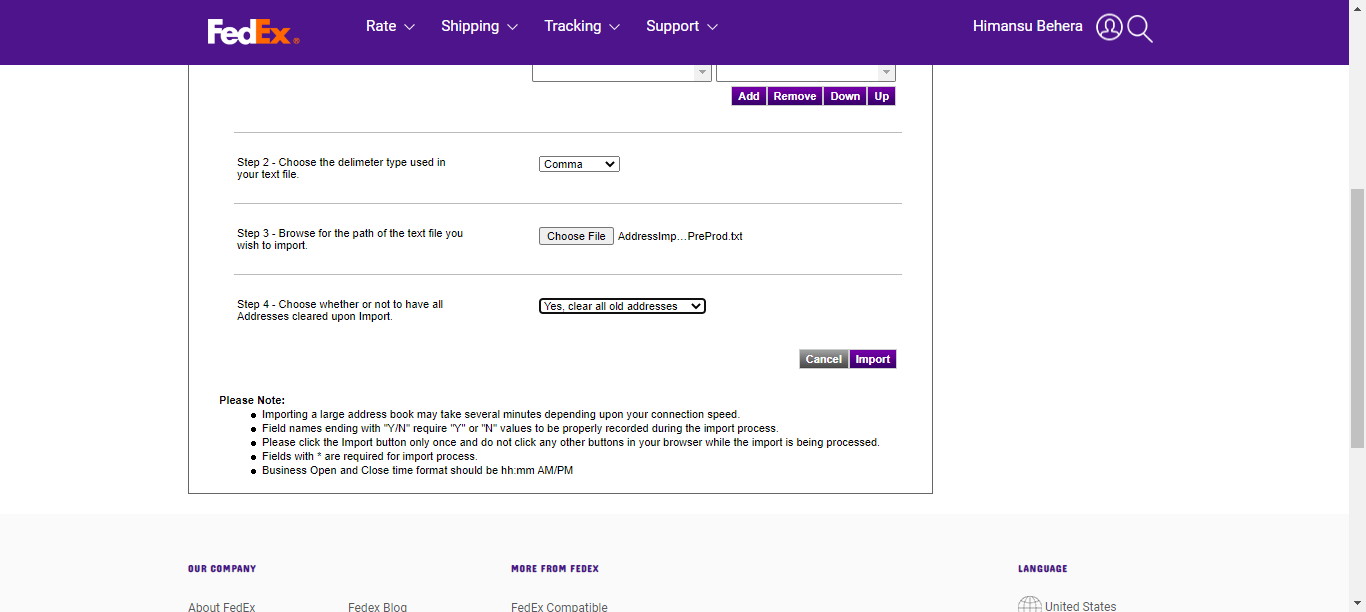 FedEx®
Rate
Shipping
Tracking
Support
Himansu Behera
Add
Remove
Down
Up
Step 2 - Choose the delimeter type used in
your text file.
Comma
Step 3 - Browse for the path of the text file you
wish to import.
Choose File
AddressImp...PreProd.txt
Step 4 - Choose whether or not to have all
Addresses cleared upon Import.
Yes, clear all old addresses
Cancel
Import
Please Note:
Importing a large address book may take several minutes depending upon your connection speed.
Field names ending with "Y/N" require "Y" or "N" values to be properly recorded during the import process.
Please click the Import button only once and do not click any other buttons in your browser while the import is being processed.
Fields with * are required for import process.
Business Open and Close time format should be hh:mm AM/PM
OUR COMPANY
MORE FROM FEDEX
LANGUAGE
About FedEx
Fedex Blog
FedEx Compatible
United States